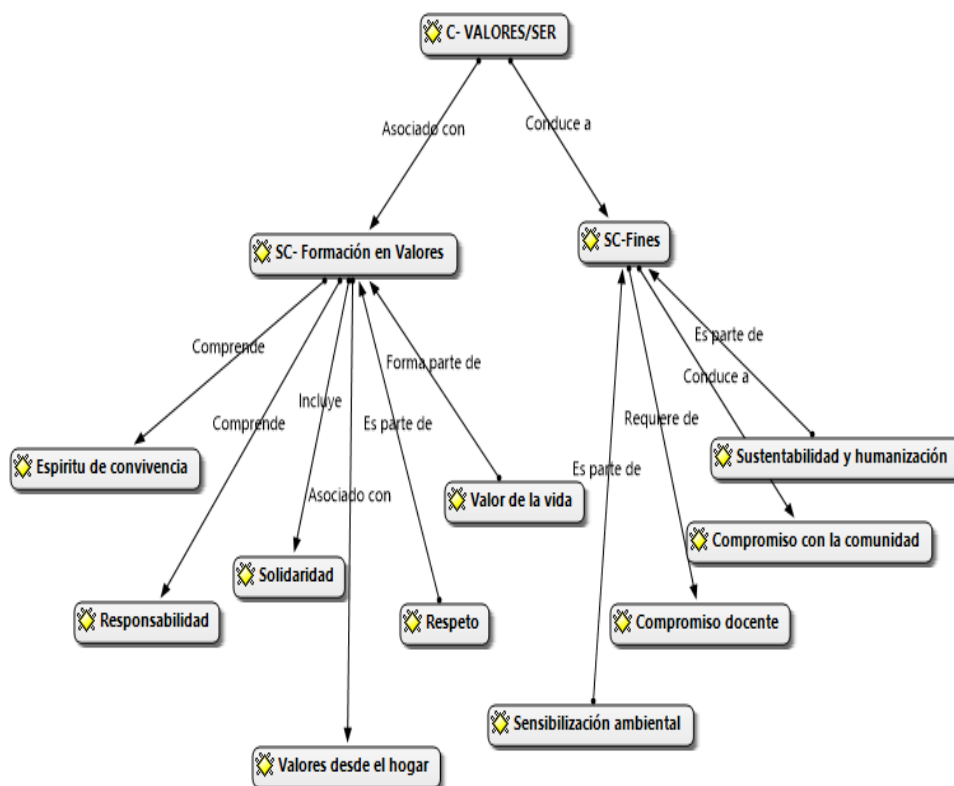 C- VALORES/SER
Asociado con
Conduce a
SC- Formación en Valores
SC-Fines
Comprende
Forma parte de
Es parte de
Conduce a
Incluye
Comprende
Es parte de
Requiere de
Espiritu de convivencia
Sustentabilidad y humanización
Es parte de
Asociado con
Valor de la vida
Compromiso con la comunidad
Solidaridad
Responsabilidad
Respeto
Compromiso docente
Sensibilización ambiental
Valores desde el hogar